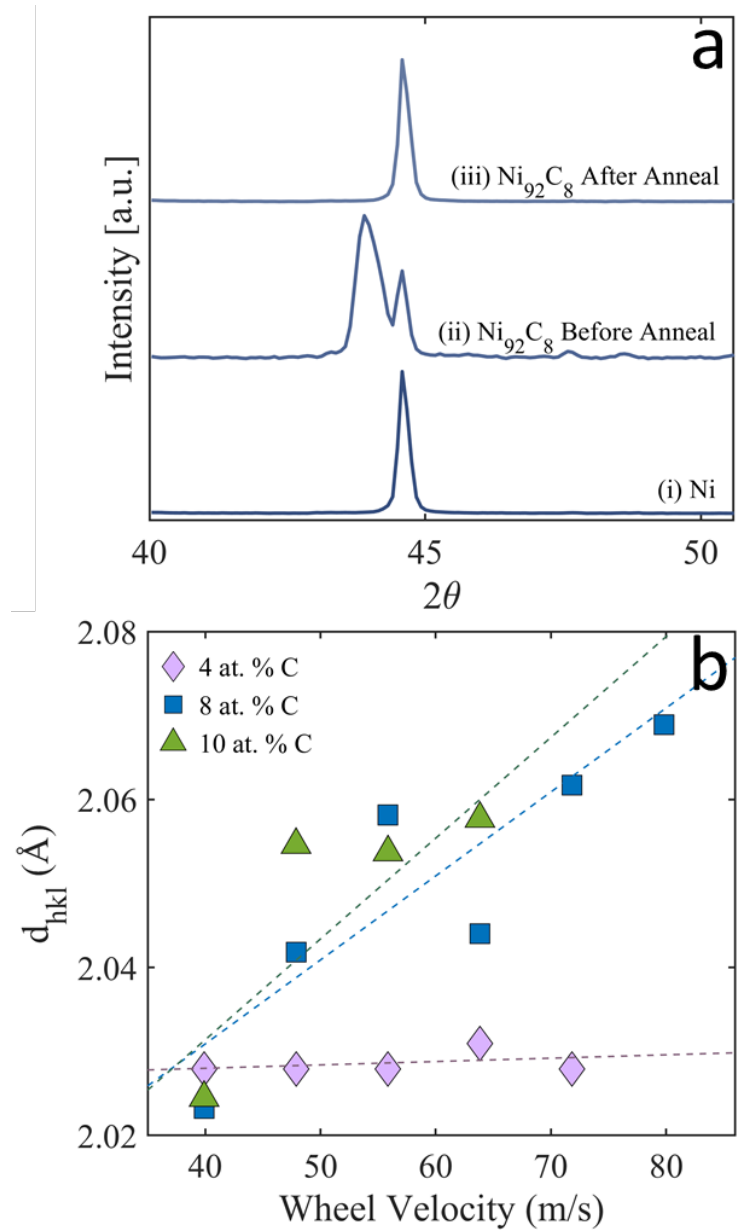 a
Intensity [a.u.]
(iii) Ni₉₂C₈ After Anneal
(ii) Ni₉₂C₈ Before Anneal
(i) Ni
40 45 50
2θ
b
2.08
2.06
2.04
2.02
d_hkl (Å)
4 at. % C
8 at. % C
10 at. % C
40 50 60 70 80
Wheel Velocity (m/s)